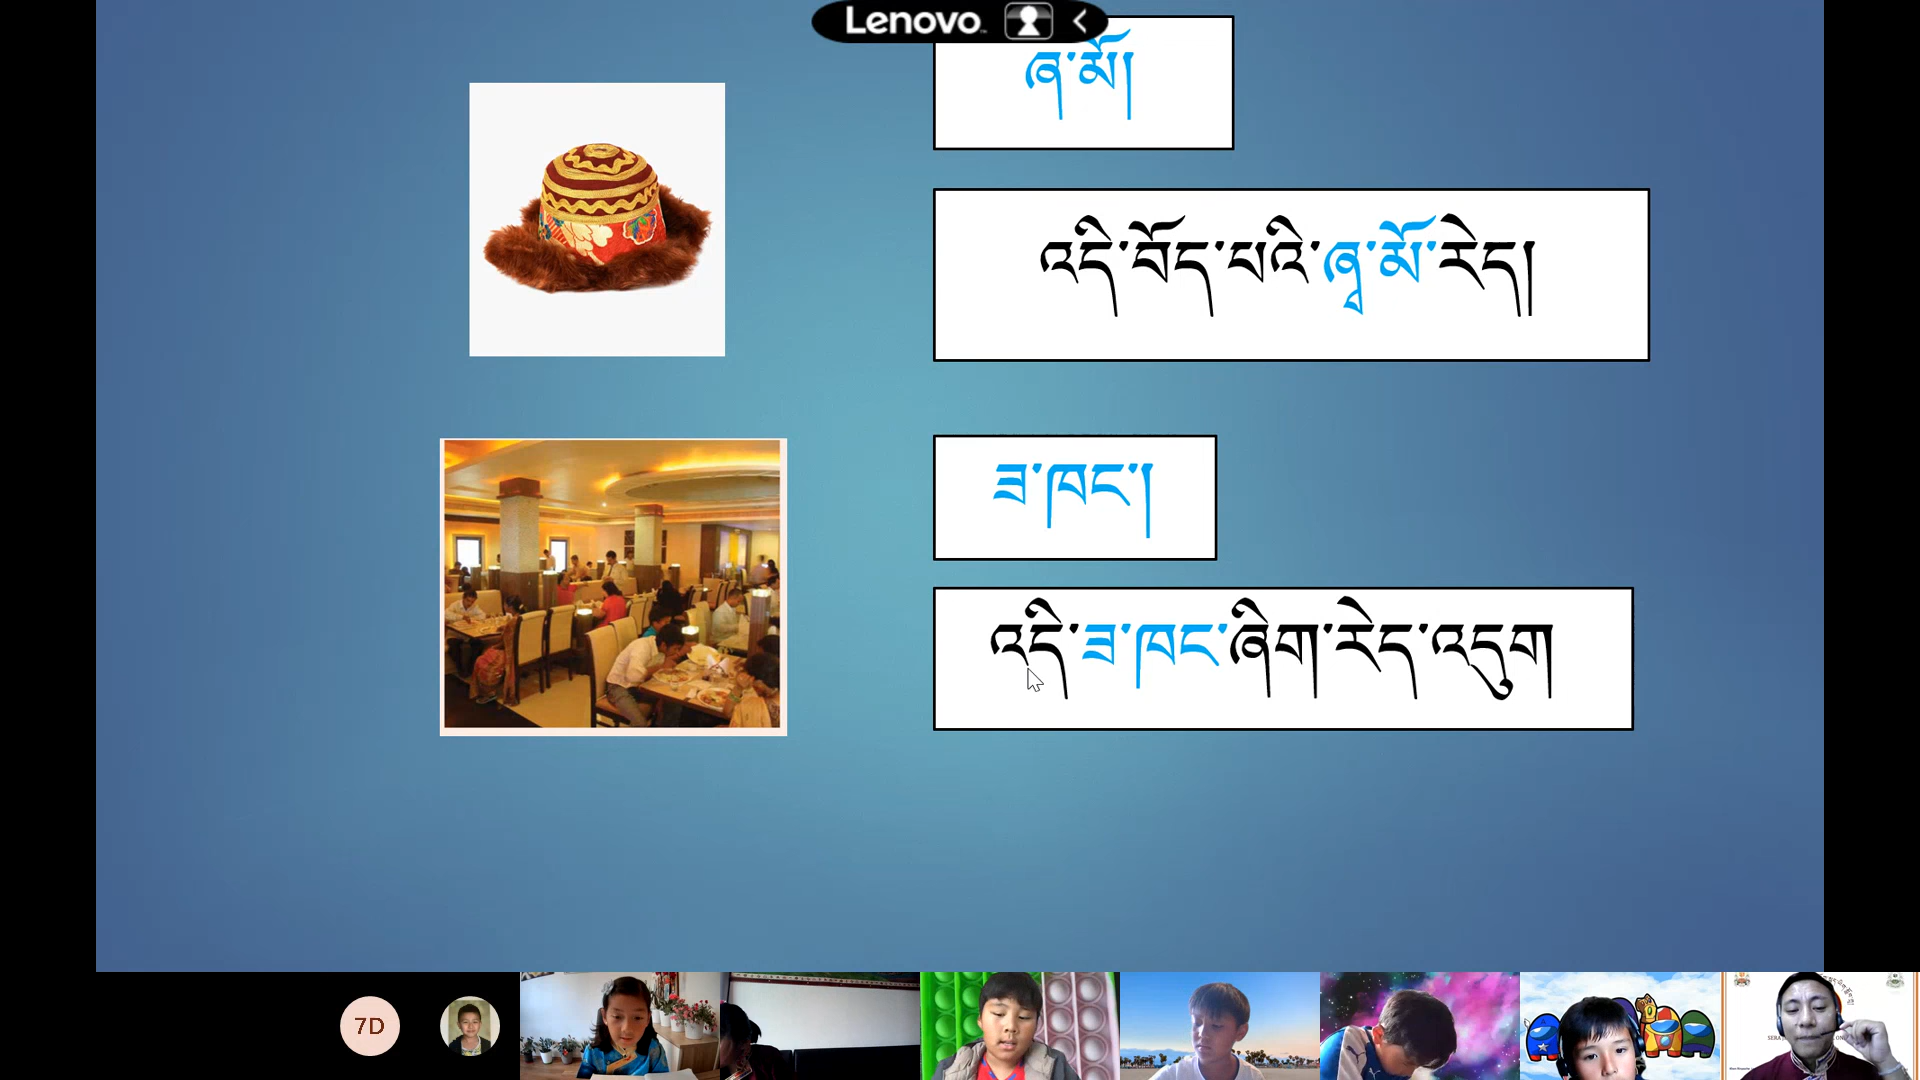 Lenovo
ཞ་མོ།
འདི་བོད་པའི་ཞྭ་མོ་རེད།
ཟ་ཁང་།
འདི་ཟ་ཁང་ཞིག་རེད་འདུག
7D